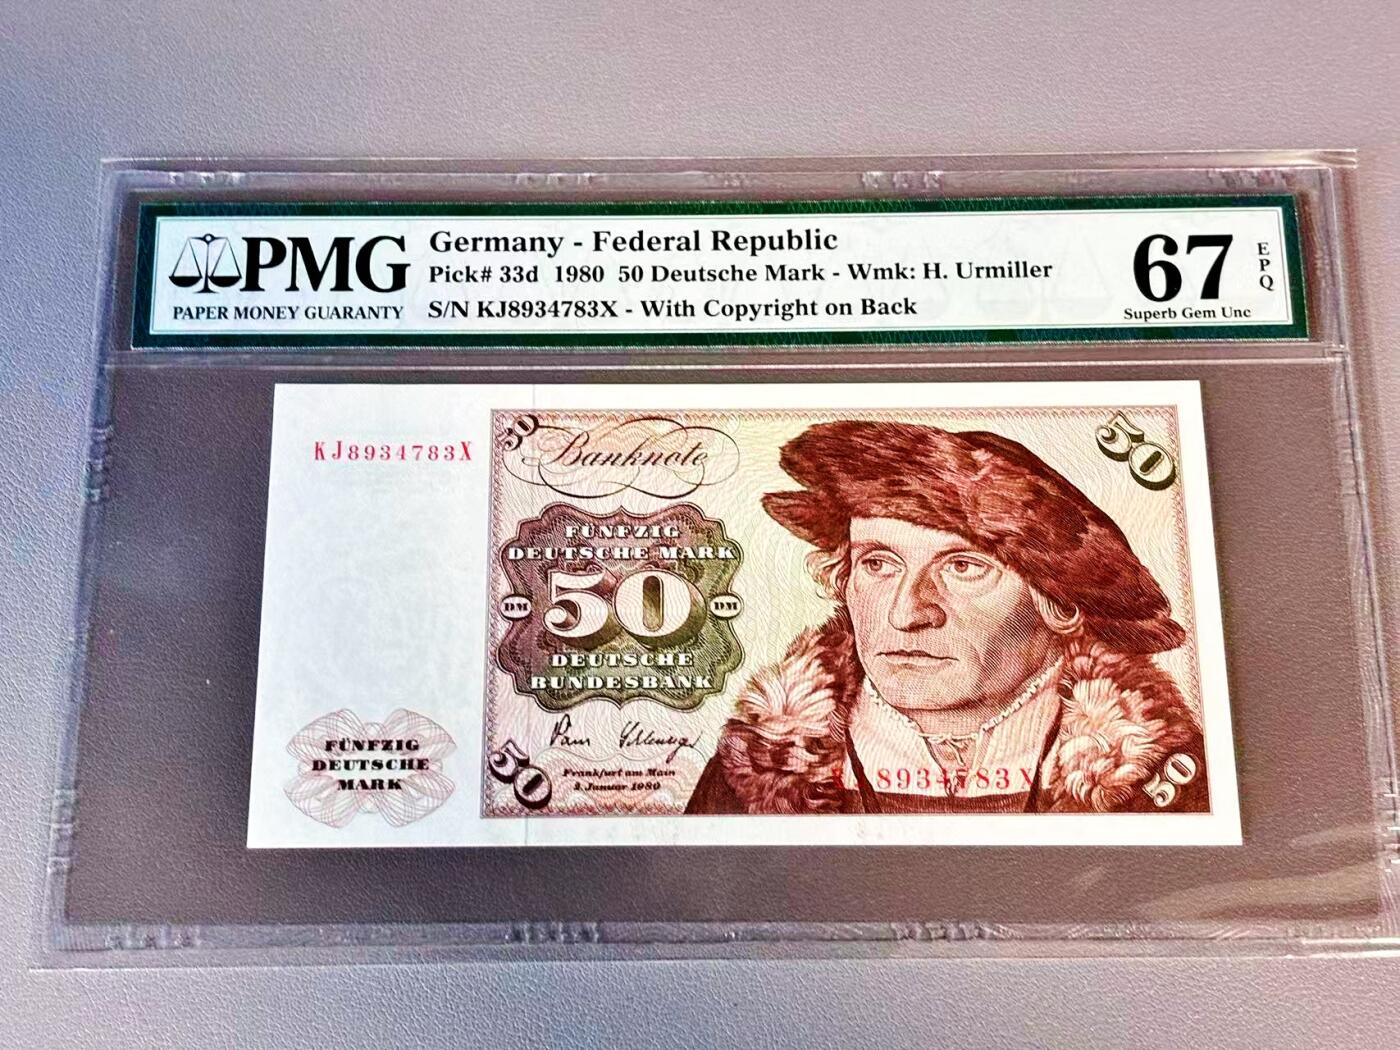 PMG
PAPER MONEY GUARANTY
Germany - Federal Republic
Pick# 33d 1980 50 Deutsche Mark - Wmk: H. Urmiller
S/N KJ8934783X - With Copyright on Back
67
EPQ
Superb Gem Unc
KJ8934783X
50
Banknote
50
FÜNFZIG
DEUTSCHE MARK
DM 50 DM
DEUTSCHE
BUNDESBANK
FÜNFZIG
DEUTSCHE
MARK
50
Frankfurt am Main
2. Januar 1980
KJ8934783X
50